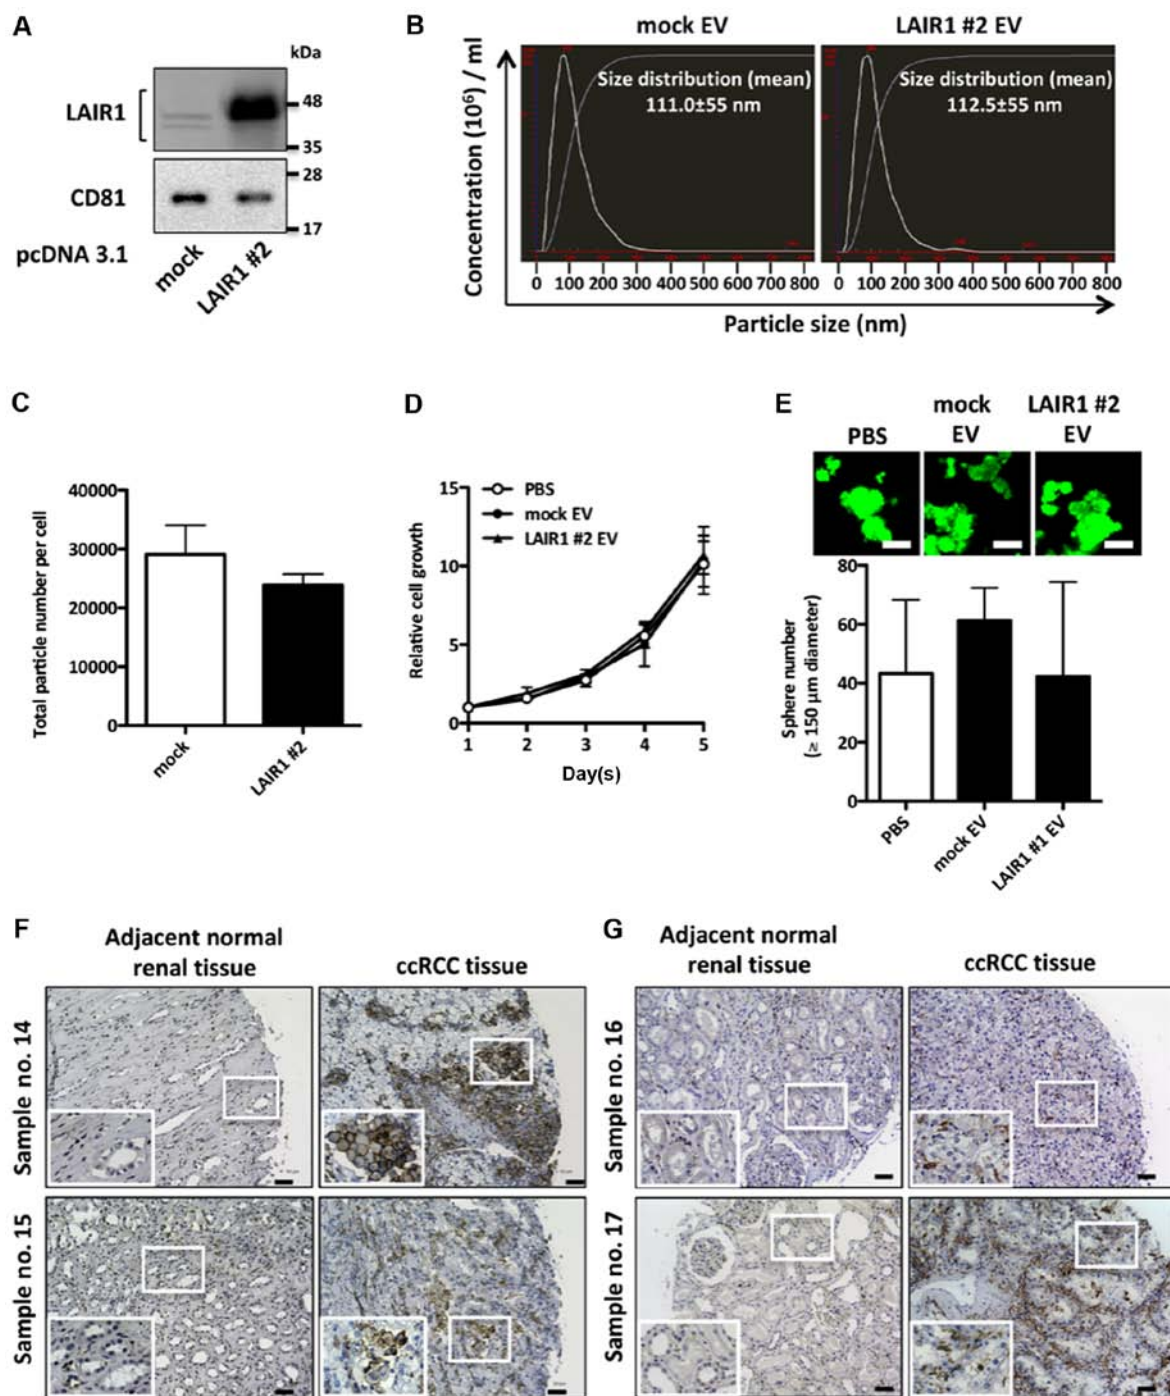 A
kDa
LAIR1
48
35
28
CD81
17
pcDNA 3.1
mock
LAIR1 #2
B
mock EV
LAIR1 #2 EV
Concentration (10⁶) / ml
Size distribution (mean)
111.0±55 nm
Size distribution (mean)
112.5±55 nm
0 100 200 300 400 500 600 700 800
0 100 200 300 400 500 600 700 800
Particle size (nm)
C
Total particle number per cell
40000
30000
20000
10000
0
mock
LAIR1 #2
D
Relative cell growth
15
10
5
0
PBS
mock EV
LAIR1 #2 EV
1 2 3 4 5
Day(s)
E
PBS
mock
EV
LAIR1 #2
EV
Sphere number
(≥ 150 μm diameter)
80
60
40
20
0
PBS
mock EV
LAIR1 #1 EV
F
Adjacent normal
renal tissue
ccRCC tissue
Sample no. 14
Sample no. 15
G
Adjacent normal
renal tissue
ccRCC tissue
Sample no. 16
Sample no. 17